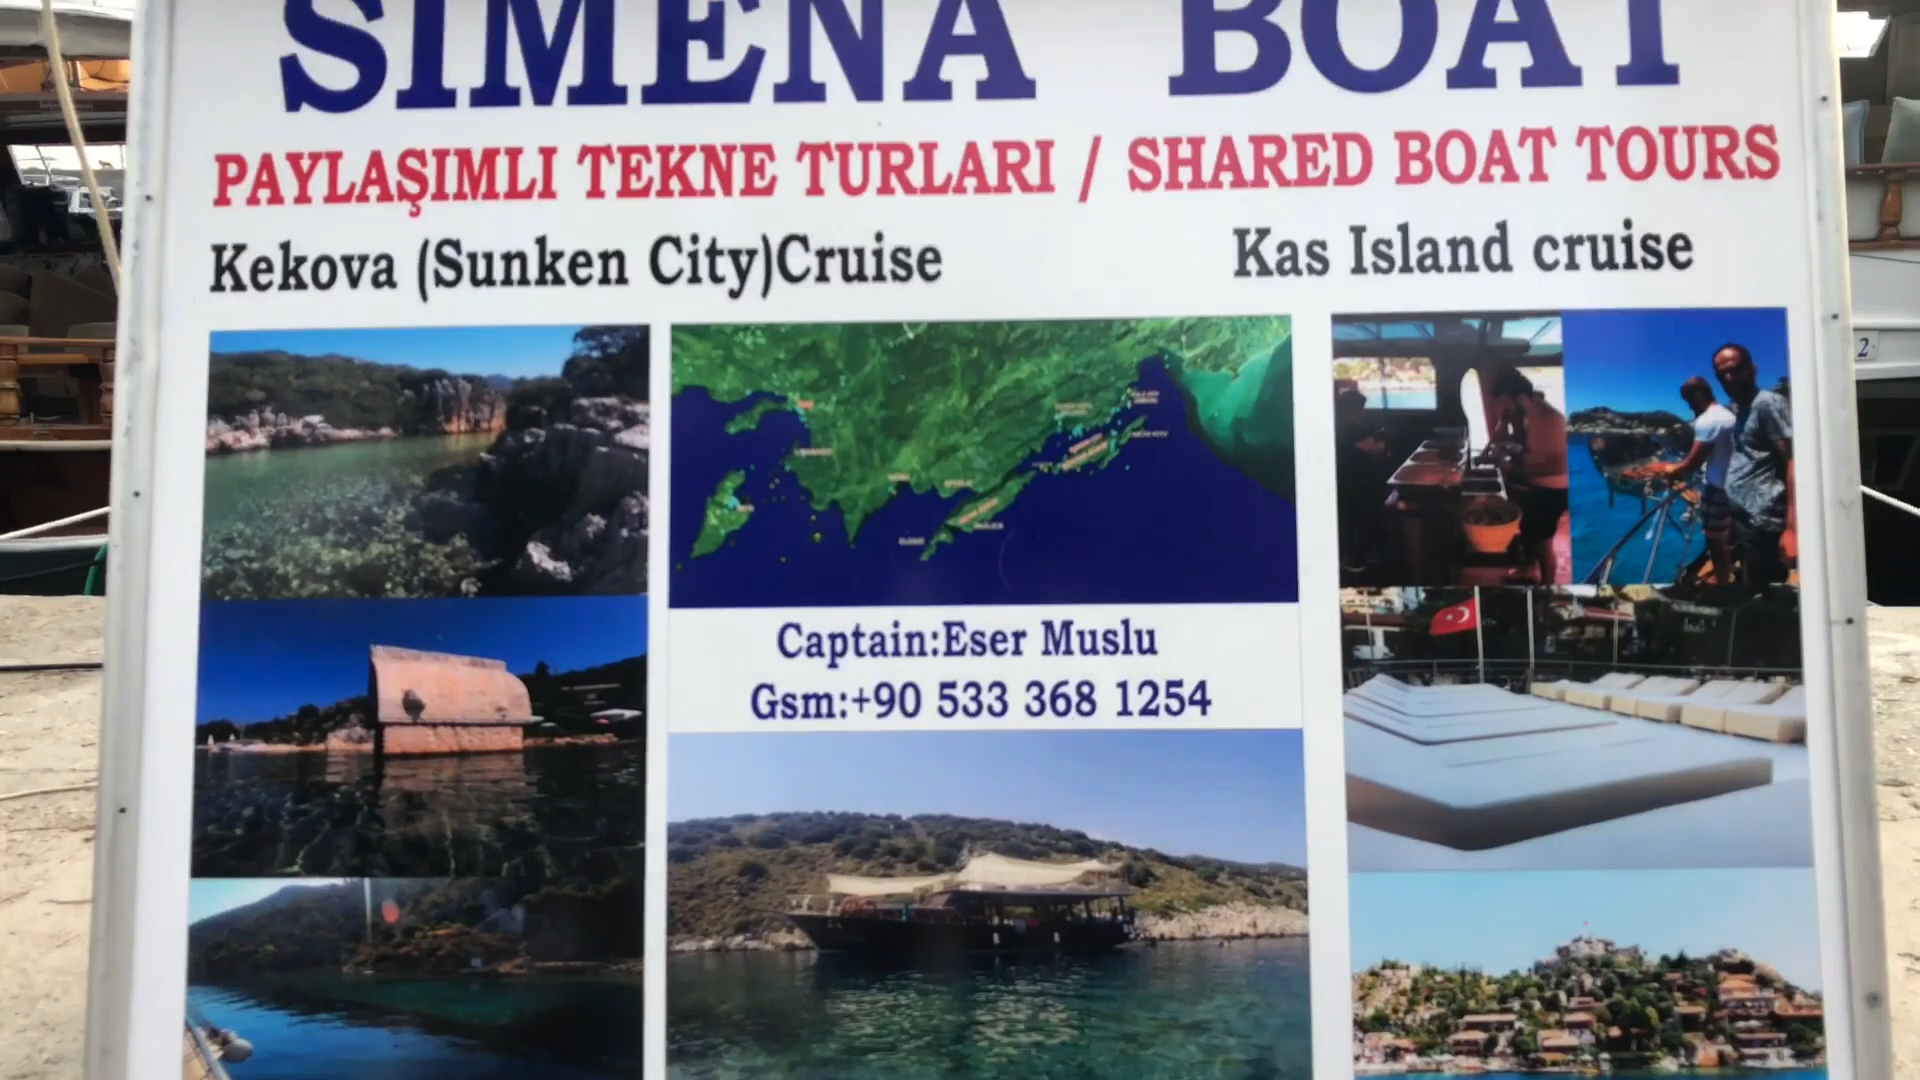 SIMENA BOAT
PAYLAŞIMLI TEKNE TURLARI / SHARED BOAT TOURS
Kekova (Sunken City)Cruise
Kas Island cruise
Captain:Eser Muslu
Gsm:+90 533 368 1254
2